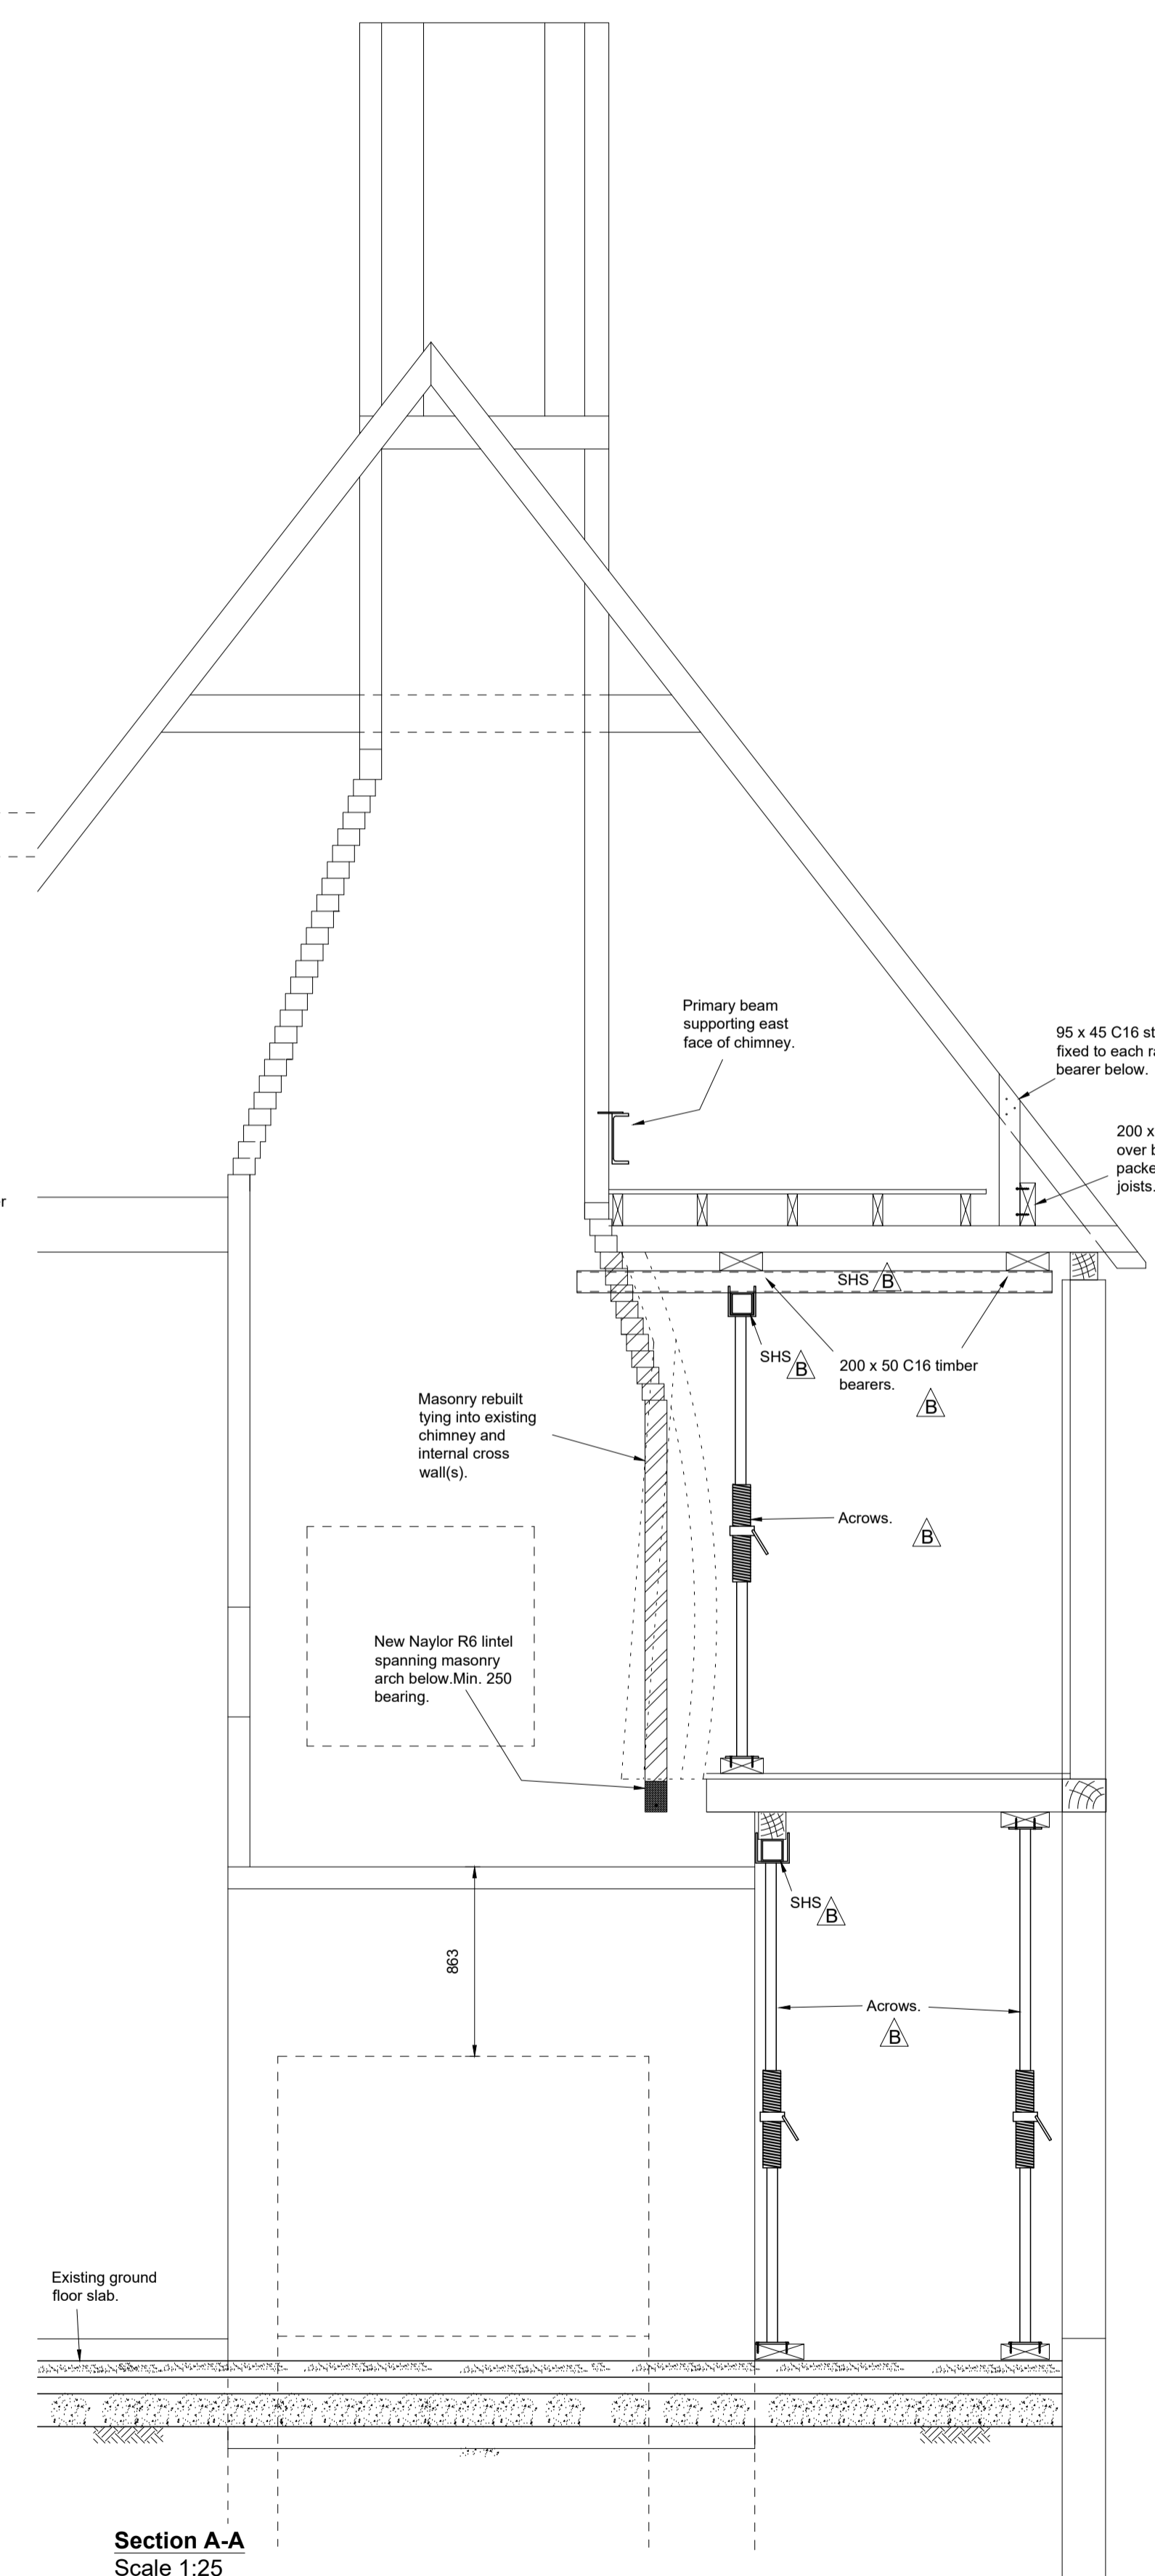 Primary beam
supporting east
face of chimney.
95 x 45 C16 st
fixed to each ra
bearer below.
200 x
over b
packe
joists.
r
SHS B
SHS B
200 x 50 C16 timber
bearers.
B
Masonry rebuilt
tying into existing
chimney and
internal cross
wall(s).
Acrows.
B
New Naylor R6 lintel
spanning masonry
arch below.Min. 250
bearing.
SHS B
863
Acrows.
B
Existing ground
floor slab.
Section A-A
Scale 1:25